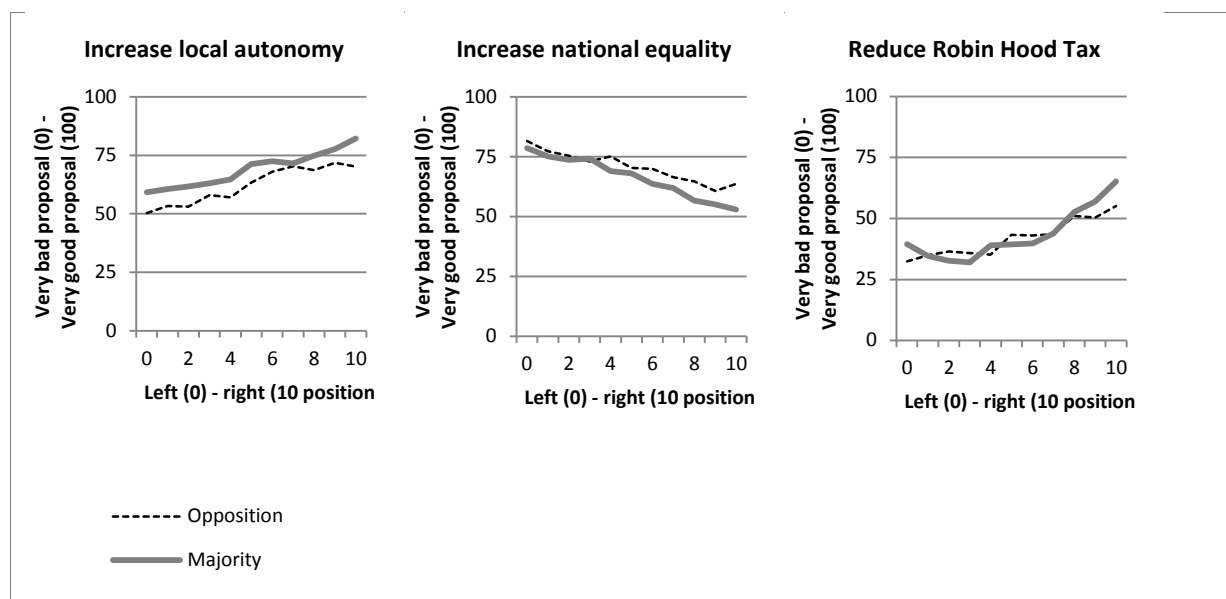 Increase local autonomy
Very bad proposal (0) -
Very good proposal (100)
100
75
50
25
0
0 2 4 6 8 10
Left (0) - right (10 position
Increase national equality
Very bad proposal (0) -
Very good proposal (100)
100
75
50
25
0
0 2 4 6 8 10
Left (0) - right (10 position
Reduce Robin Hood Tax
Very bad proposal (0) -
Very good proposal (100)
100
75
50
25
0
0 2 4 6 8 10
Left (0) - right (10 position
Opposition
Majority